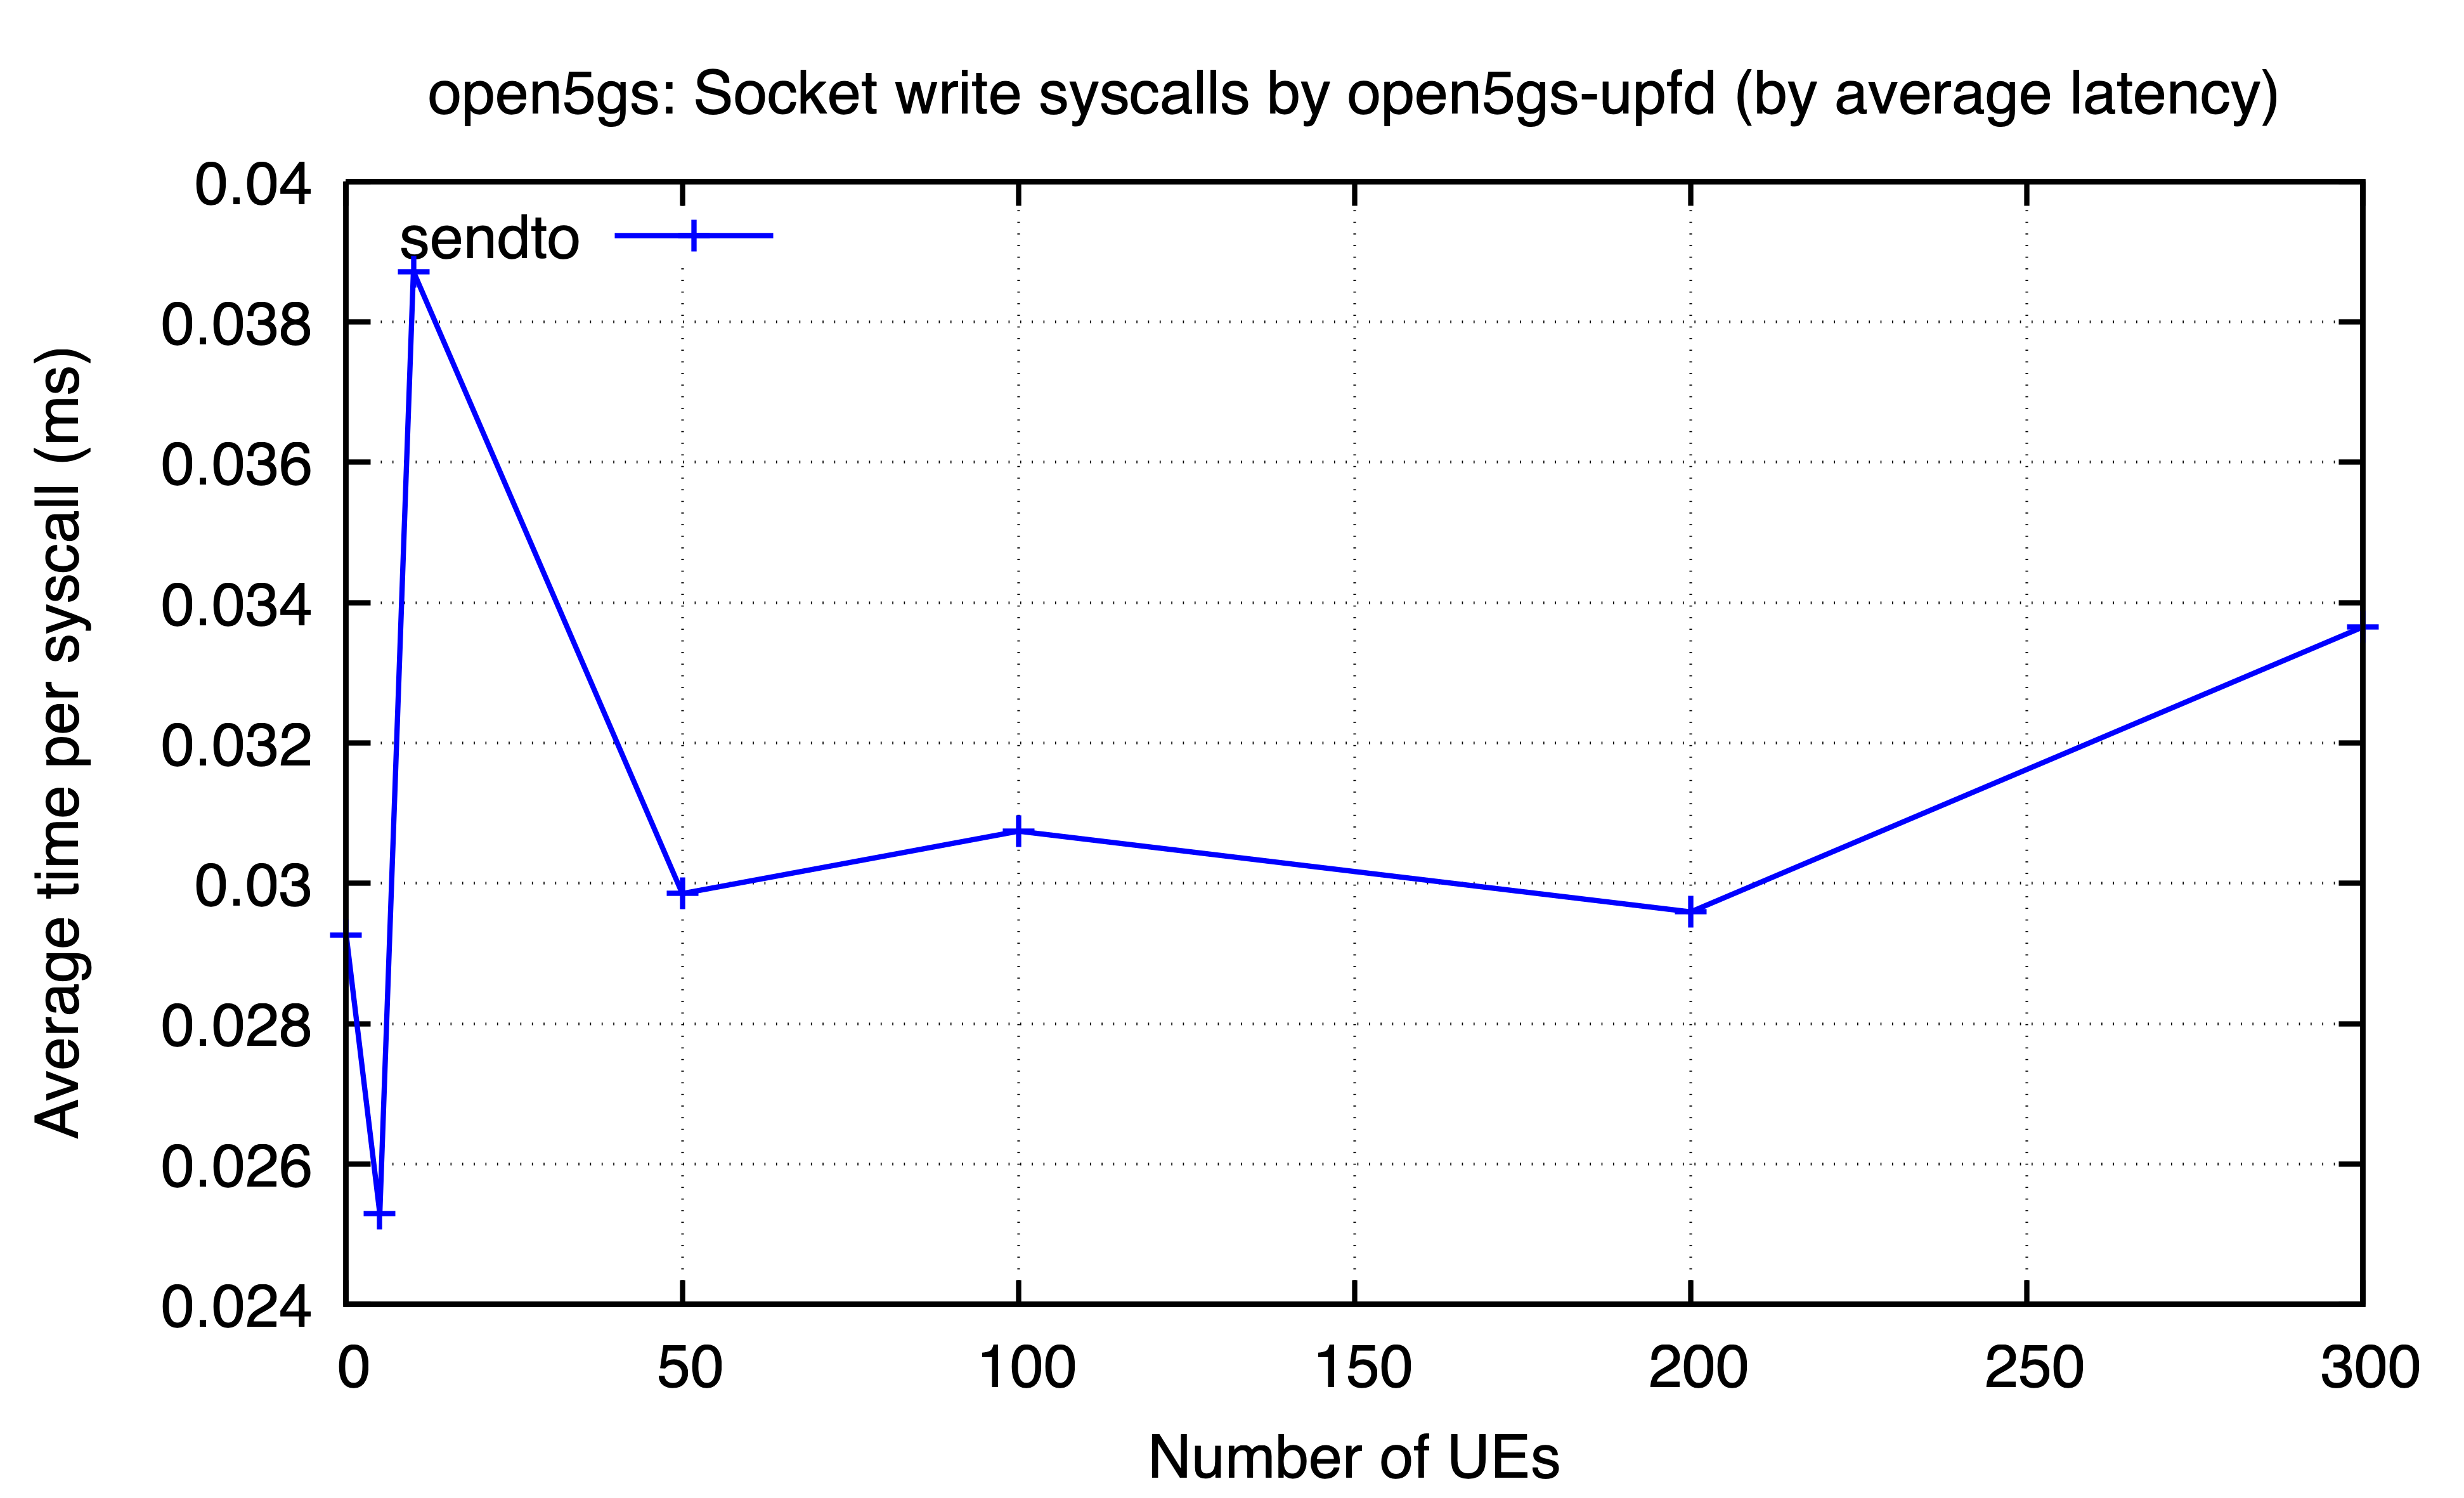 open5gs: Socket write syscalls by open5gs-upfd (by average latency)
sendto
Average time per syscall (ms)
0.04
0.038
0.036
0.034
0.032
0.03
0.028
0.026
0.024
0 50 100 150 200 250 300
Number of UEs